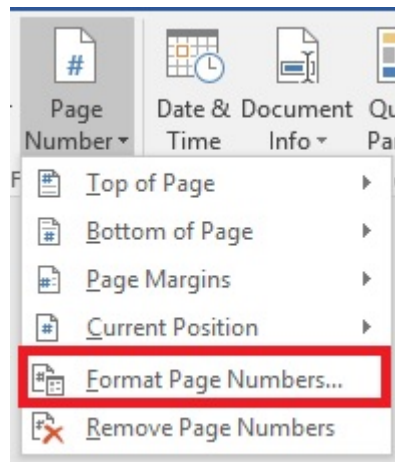 Page Number
Date & Time
Document Info
Top of Page
Bottom of Page
Page Margins
Current Position
Format Page Numbers...
Remove Page Numbers